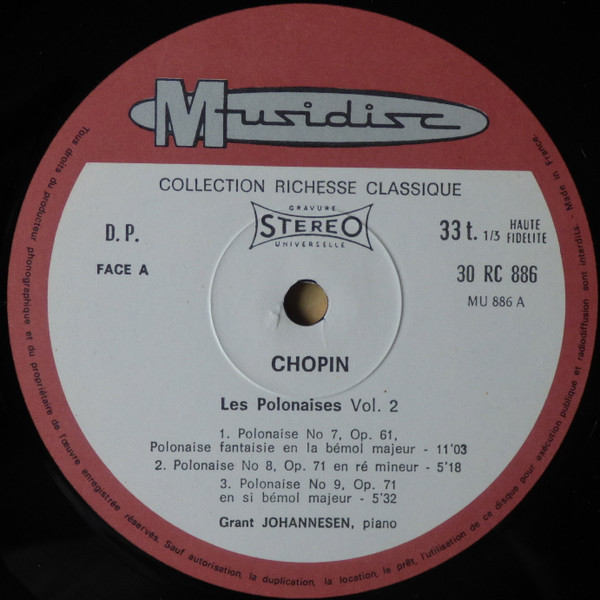 Musidisc
COLLECTION RICHESSE CLASSIQUE
GRAVURE
STEREO
UNIVERSELLE
D.P.
33 t. 1/3 HAUTE FIDELITE
FACE A
30 RC 886
MU 886 A
CHOPIN
Les Polonaises Vol. 2
1. Polonaise No 7, Op. 61,
Polonaise fantaisie en la bémol majeur - 11'03
2. Polonaise No 8, Op. 71 en ré mineur - 5'18
3. Polonaise No 9, Op. 71
en si bémol majeur - 5'32
Grant JOHANNESEN, piano
Tous droits du producteur phonographique et du propriétaire de l'œuvre enregistrée réservés. Sauf autorisation, la duplication, la location, le prêt, l'utilisation de ce disque pour exécution publique et radiodiffusion sont interdits - Made in France.